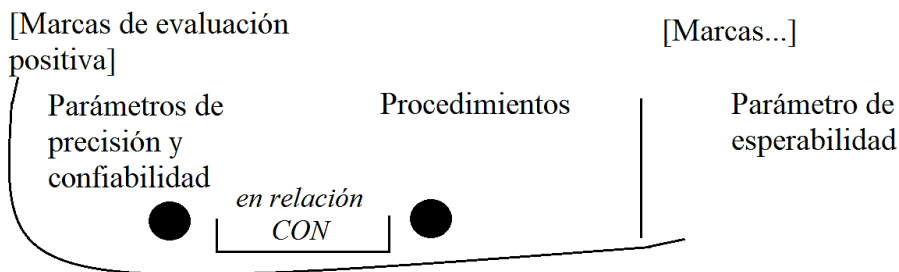 [Marcas de evaluación
positiva]
[Marcas...]
Parámetros de
precisión y
confiabilidad
Procedimientos
Parámetro de
esperabilidad
en relación
CON